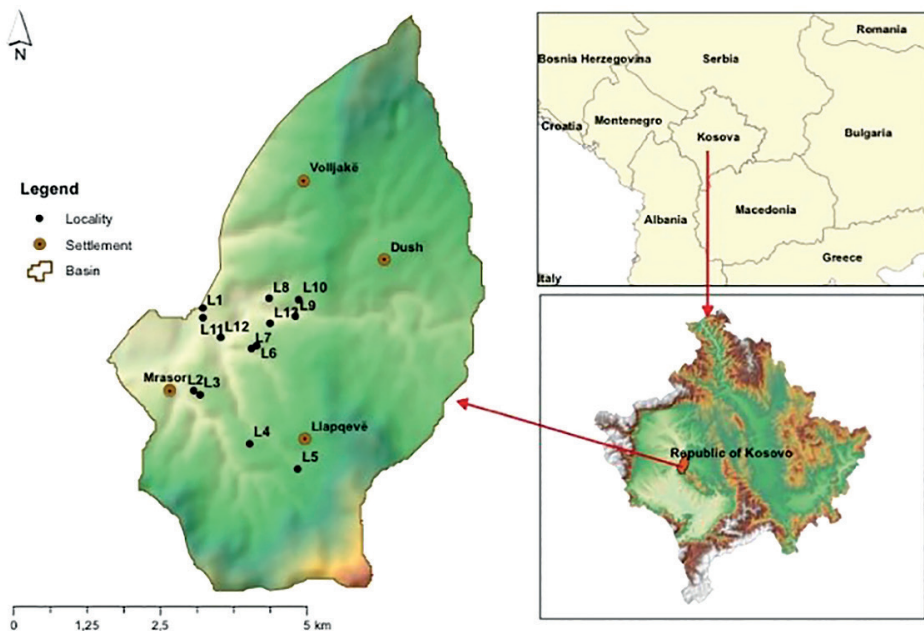 N
Volljakë
Legend
Locality
Settlement
Basin
Dush
L8
L10
L1
L9
L13
L11
L12
L7
L6
Mrasor
L2
L3
L4
Llapqevë
L5
0
1,25
2,5
5 km
Romania
Bosnia Herzegovina
Serbia
Croatia
Montenegro
Kosova
Bulgaria
Albania
Macedonia
Greece
Italy
Republic of Kosovo